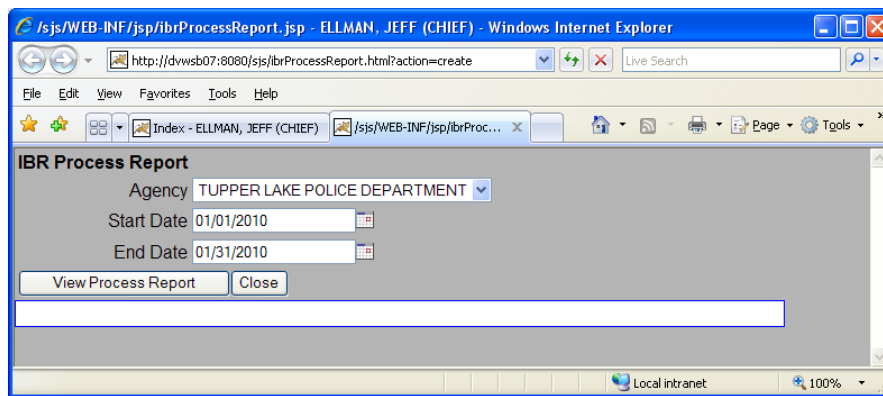 /sjs/WEB-INF/jsp/ibrProcessReport.jsp - ELLMAN, JEFF (CHIEF) - Windows Internet Explorer
http://dvwsb07:8080/sjs/ibrProcessReport.html?action=create Live Search
File Edit View Favorites Tools Help
Index - ELLMAN, JEFF (CHIEF) /sjs/WEB-INF/jsp/ibrProc... Page Tools »
IBR Process Report
Agency TUPPER LAKE POLICE DEPARTMENT
Start Date 01/01/2010
End Date 01/31/2010
View Process Report Close
Local intranet 100%